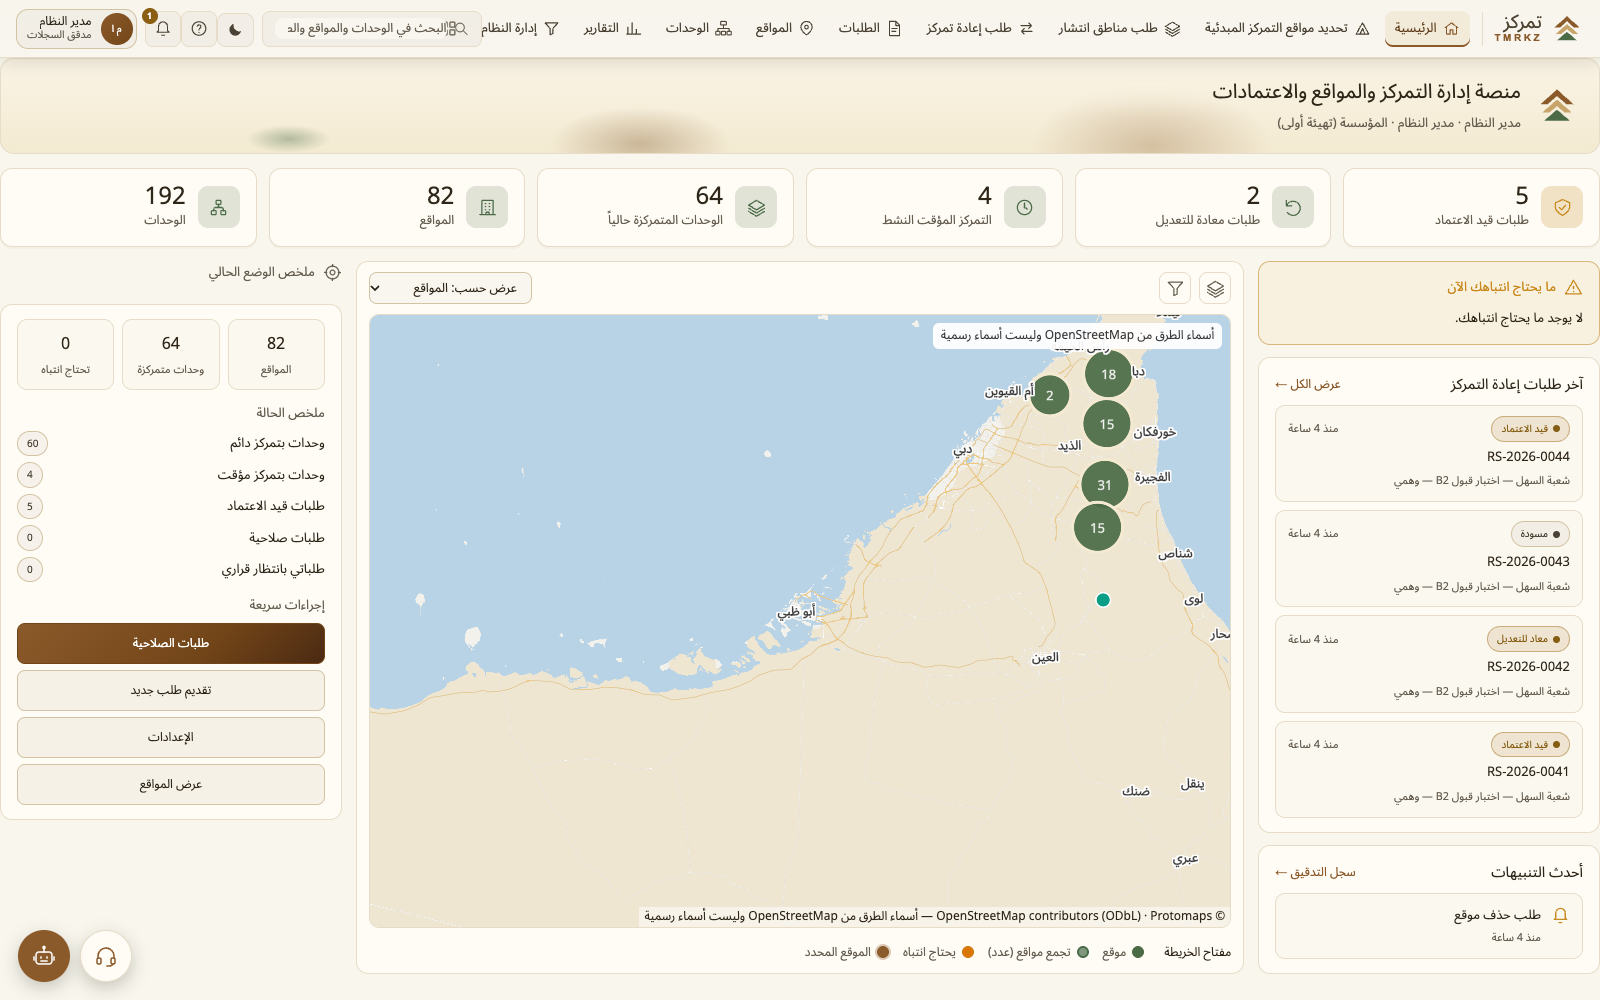 تمركز
TMRKZ
الرئيسية
تحديد مواقع التمركز المبدئية
طلب مناطق انتشار
طلب إعادة تمركز
الطلبات
المواقع
الوحدات
التقارير
إدارة النظام
البحث في الوحدات والمواقع والم
1
م ا
مدير النظام
مدقق السجلات
منصة إدارة التمركز والمواقع والاعتمادات
مدير النظام · مدير النظام · المؤسسة (تهيئة أولى)
5
طلبات قيد الاعتماد
2
طلبات معادة للتعديل
4
التمركز المؤقت النشط
64
الوحدات المتمركزة حالياً
82
المواقع
192
الوحدات
ما يحتاج انتباهك الآن
لا يوجد ما يحتاج انتباهك.
آخر طلبات إعادة التمركز
عرض الكل ←
قيد الاعتماد
منذ 4 ساعة
RS-2026-0044
شعبة السهل — اختبار قبول B2 — وهمي
مسودة
منذ 4 ساعة
RS-2026-0043
شعبة السهل — اختبار قبول B2 — وهمي
معاد للتعديل
منذ 4 ساعة
RS-2026-0042
شعبة السهل — اختبار قبول B2 — وهمي
قيد الاعتماد
منذ 4 ساعة
RS-2026-0041
شعبة السهل — اختبار قبول B2 — وهمي
أحدث التنبيهات
سجل التدقيق ←
طلب حذف موقع
منذ 4 ساعة
عرض حسب: المواقع
أسماء الطرق من OpenStreetMap وليست أسماء رسمية
18
دبا
2
أم القيوين
15
خورفكان
الذيد
دبي
31
الفجيرة
15
شناص
لوى
أبو ظبي
صحار
العين
ينقل
ضنك
عبري
© OpenStreetMap contributors (ODbL) · Protomaps — أسماء الطرق من OpenStreetMap وليست أسماء رسمية
مفتاح الخريطة
موقع
تجمع مواقع (عدد)
يحتاج انتباه
الموقع المحدد
ملخص الوضع الحالي
82
المواقع
64
وحدات متمركزة
0
تحتاج انتباه
ملخص الحالة
وحدات بتمركز دائم
60
وحدات بتمركز مؤقت
4
طلبات قيد الاعتماد
5
طلبات صلاحية
0
طلباتي بانتظار قراري
0
إجراءات سريعة
طلبات الصلاحية
تقديم طلب جديد
الإعدادات
عرض المواقع